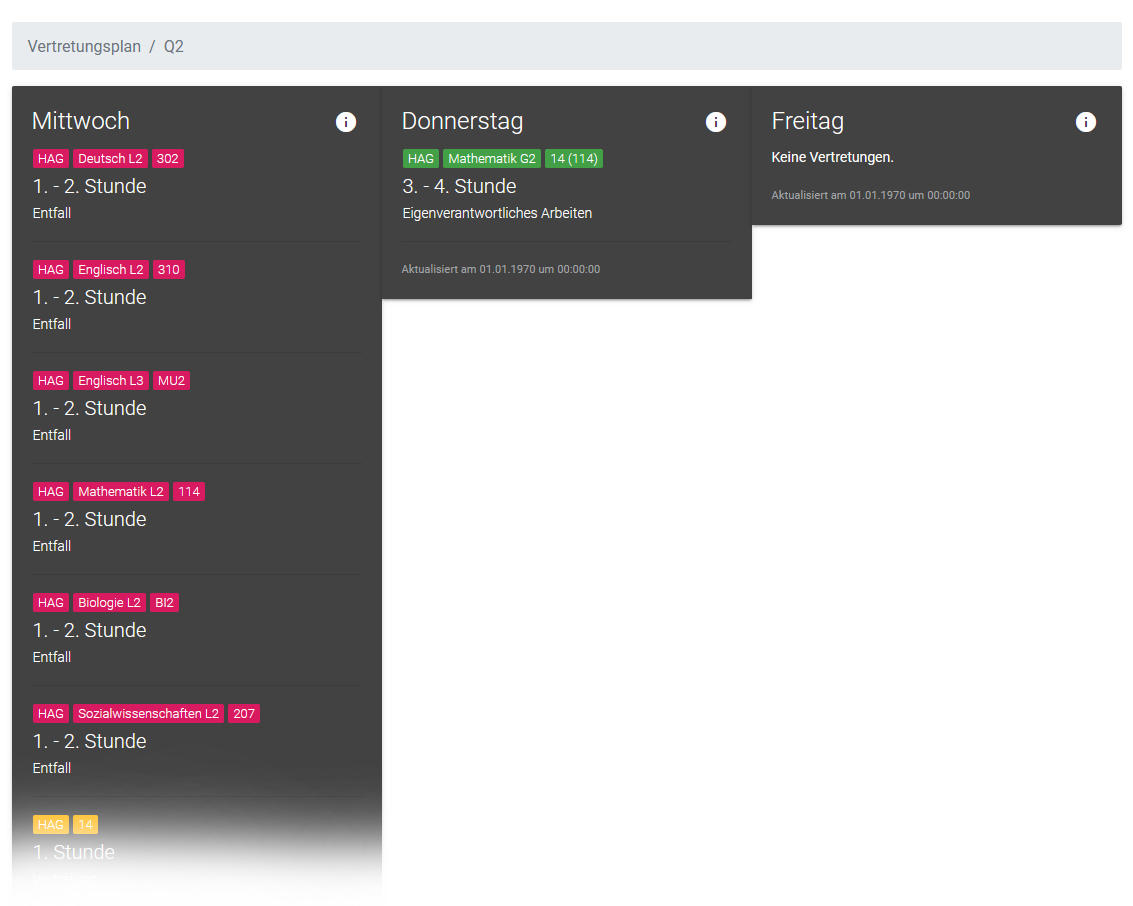 Vertretungsplan / Q2
Mittwoch
HAG Deutsch L2 302
1. - 2. Stunde
Entfall
HAG Englisch L2 310
1. - 2. Stunde
Entfall
HAG Englisch L3 MU2
1. - 2. Stunde
Entfall
HAG Mathematik L2 114
1. - 2. Stunde
Entfall
HAG Biologie L2 BI2
1. - 2. Stunde
Entfall
HAG Sozialwissenschaften L2 207
1. - 2. Stunde
Entfall
HAG 14
1. Stunde
Donnerstag
HAG Mathematik G2 14 (114)
3. - 4. Stunde
Eigenverantwortliches Arbeiten
Aktualisiert am 01.01.1970 um 00:00:00
Freitag
Keine Vertretungen.
Aktualisiert am 01.01.1970 um 00:00:00